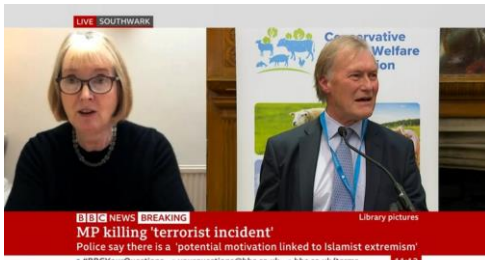 LIVE SOUTHWARK
Conservative
Welfare
BBC NEWS BREAKING
Library pictures
MP killing 'terrorist incident'
Police say there is a 'potential motivation linked to Islamist extremism'